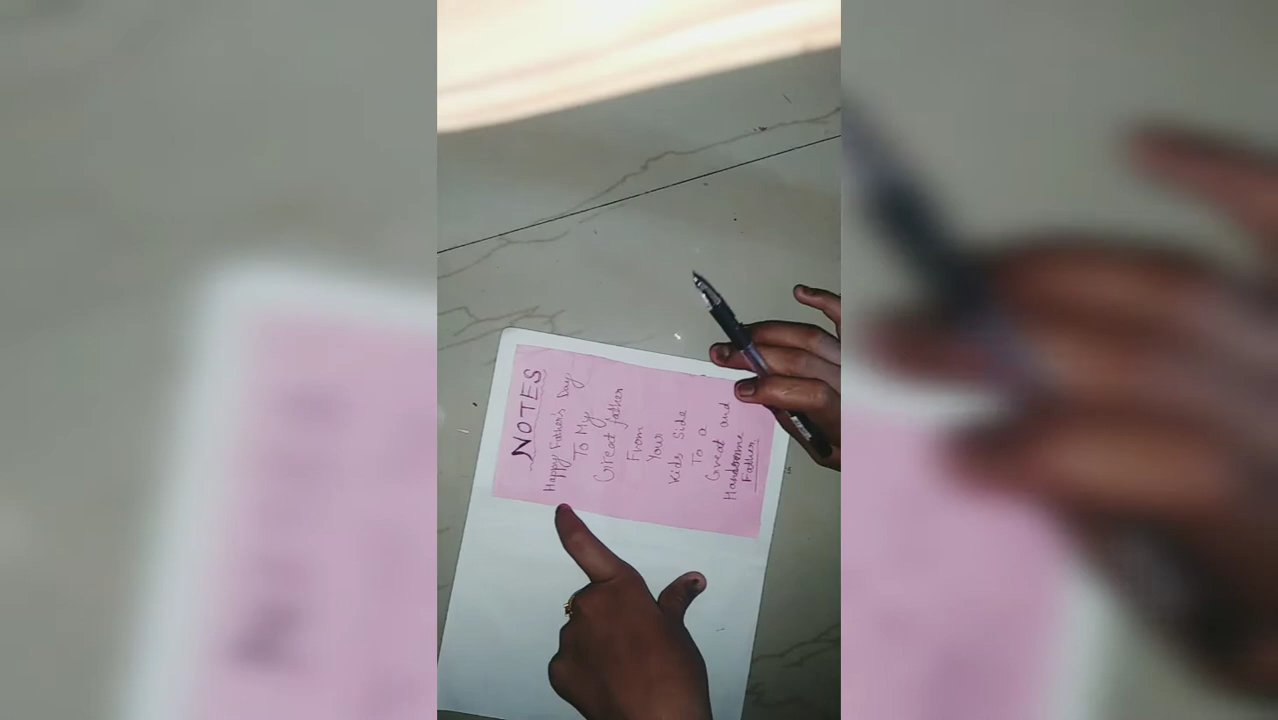 NOTES
Happy Father's Day
To My
Great father
From
Your
Kids Side
To a
Great and
Handsome
Father